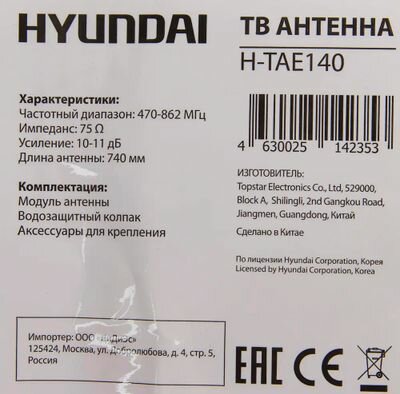 HYUNDAI
ТВ АНТЕННА
H-TAE140
Характеристики:
Частотный диапазон: 470-862 МГц
Импеданс: 75 Ω
Усиление: 10-11 дБ
Длина антенны: 740 мм
Комплектация:
Модуль антенны
Водозащитный колпак
Аксессуары для крепления
4 630025 142353
ИЗГОТОВИТЕЛЬ:
Topstar Electronics Co., Ltd, 529000,
Block A, Shilingli, 2nd Gangkou Road,
Jiangmen, Guangdong, Китай
Сделано в Китае
По лицензии Hyundai Corporation, Корея
Licensed by Hyundai Corporation, Korea
Импортер: ООО «ЛИДИЭС»
125424, Москва, ул. Добролюбова, д. 4, стр. 5,
Россия
EAC CE